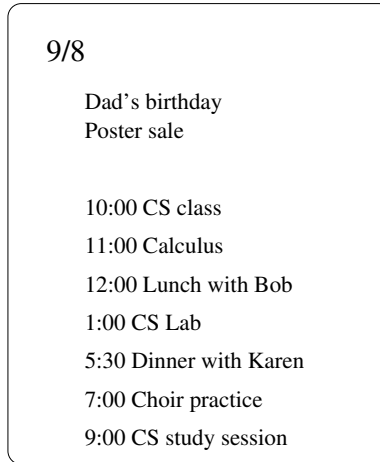 9/8
Dad's birthday
Poster sale
10:00 CS class
11:00 Calculus
12:00 Lunch with Bob
1:00 CS Lab
5:30 Dinner with Karen
7:00 Choir practice
9:00 CS study session